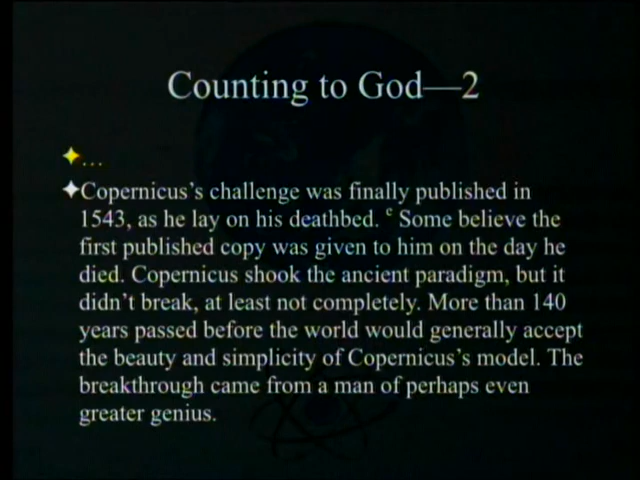 Counting to God—2
...
Copernicus's challenge was finally published in
1543, as he lay on his deathbed. c Some believe the
first published copy was given to him on the day he
died. Copernicus shook the ancient paradigm, but it
didn't break, at least not completely. More than 140
years passed before the world would generally accept
the beauty and simplicity of Copernicus's model. The
breakthrough came from a man of perhaps even
greater genius.